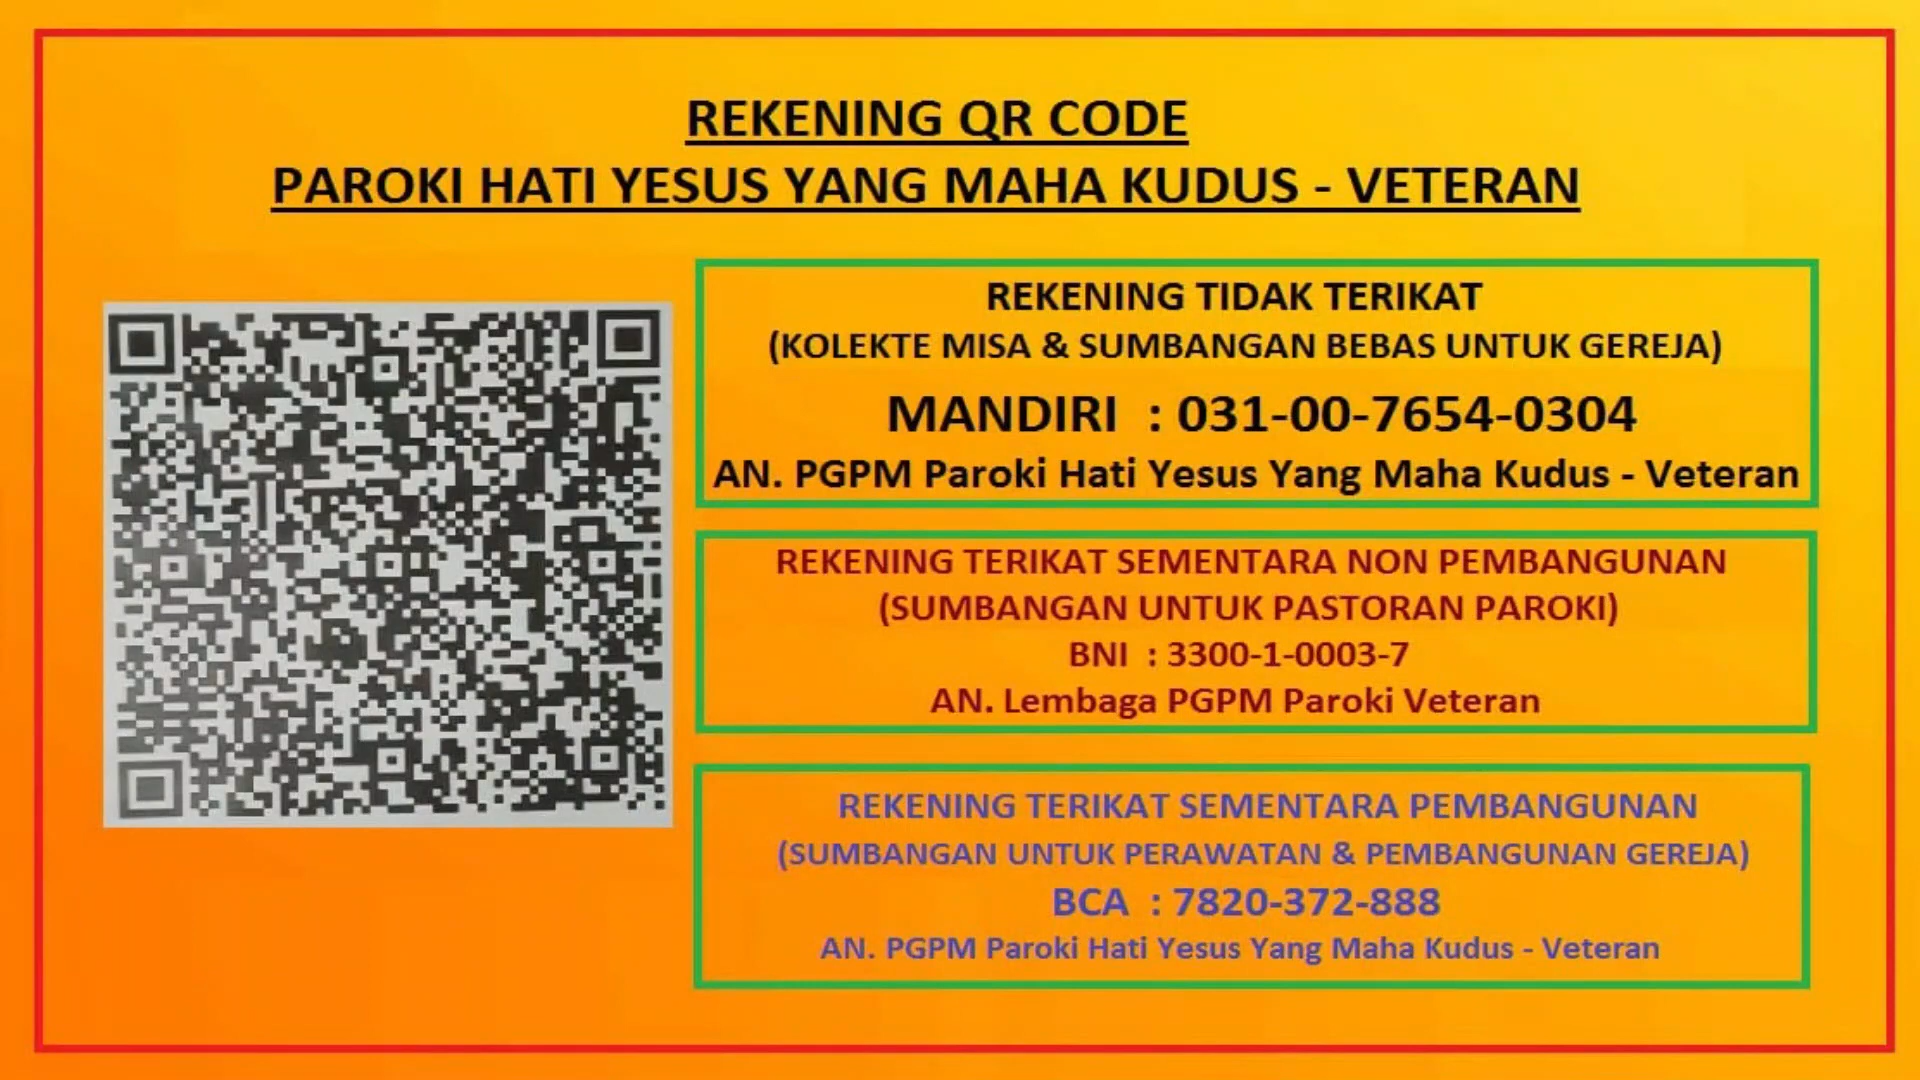 REKENING QR CODE
PAROKI HATI YESUS YANG MAHA KUDUS - VETERAN
REKENING TIDAK TERIKAT
(KOLEKTE MISA & SUMBANGAN BEBAS UNTUK GEREJA)
MANDIRI : 031-00-7654-0304
AN. PGPM Paroki Hati Yesus Yang Maha Kudus - Veteran
REKENING TERIKAT SEMENTARA NON PEMBANGUNAN
(SUMBANGAN UNTUK PASTORAN PAROKI)
BNI : 3300-1-0003-7
AN. Lembaga PGPM Paroki Veteran
REKENING TERIKAT SEMENTARA PEMBANGUNAN
(SUMBANGAN UNTUK PERAWATAN & PEMBANGUNAN GEREJA)
BCA : 7820-372-888
AN. PGPM Paroki Hati Yesus Yang Maha Kudus - Veteran